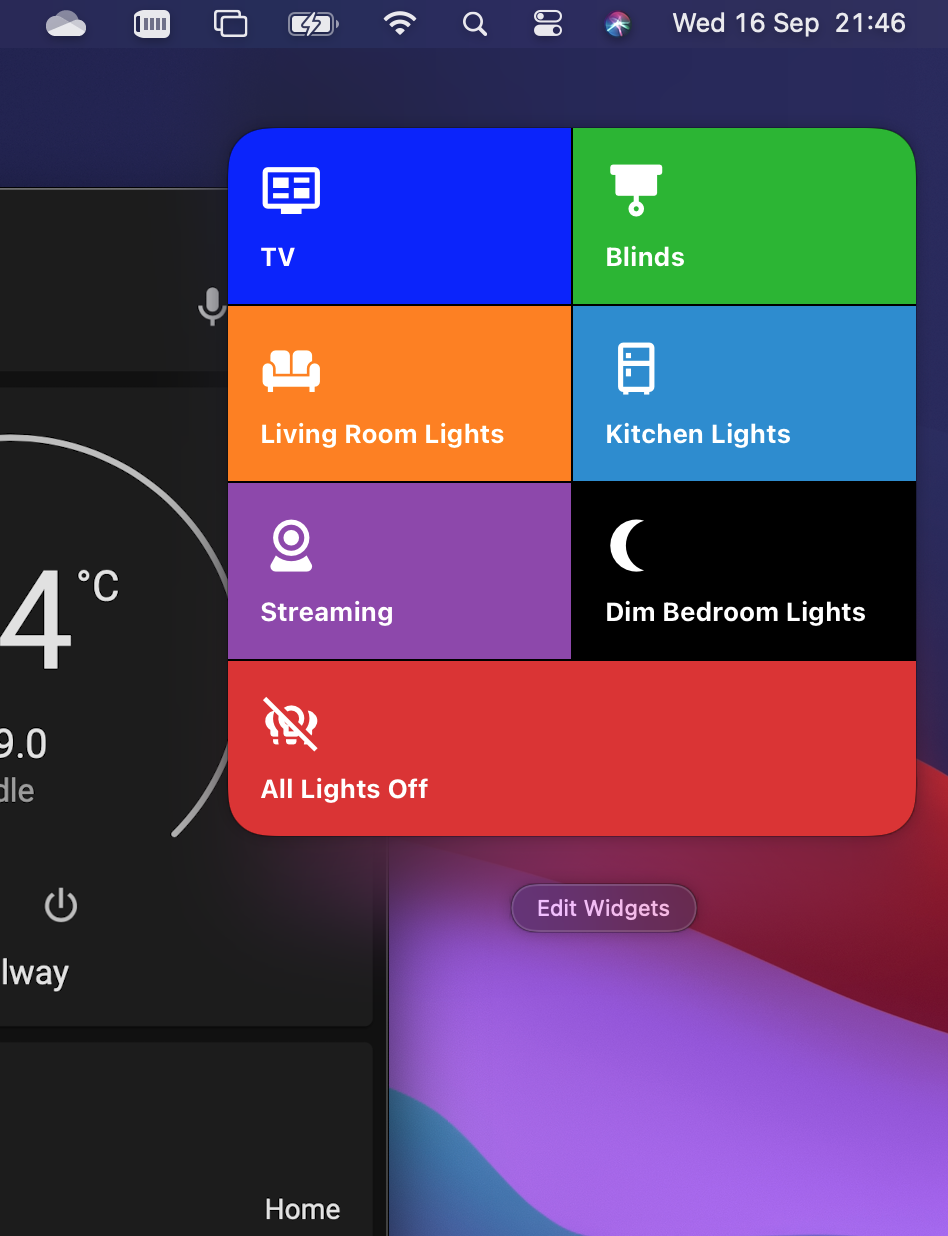 Wed 16 Sep 21:46
TV
Blinds
Living Room Lights
Kitchen Lights
4 °C
Streaming
Dim Bedroom Lights
9.0
dle
All Lights Off
Edit Widgets
lway
Home